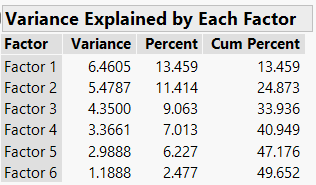 Variance Explained by Each Factor
Factor Variance Percent Cum Percent
Factor 1 6.4605 13.459 13.459
Factor 2 5.4787 11.414 24.873
Factor 3 4.3500 9.063 33.936
Factor 4 3.3661 7.013 40.949
Factor 5 2.9888 6.227 47.176
Factor 6 1.1888 2.477 49.652